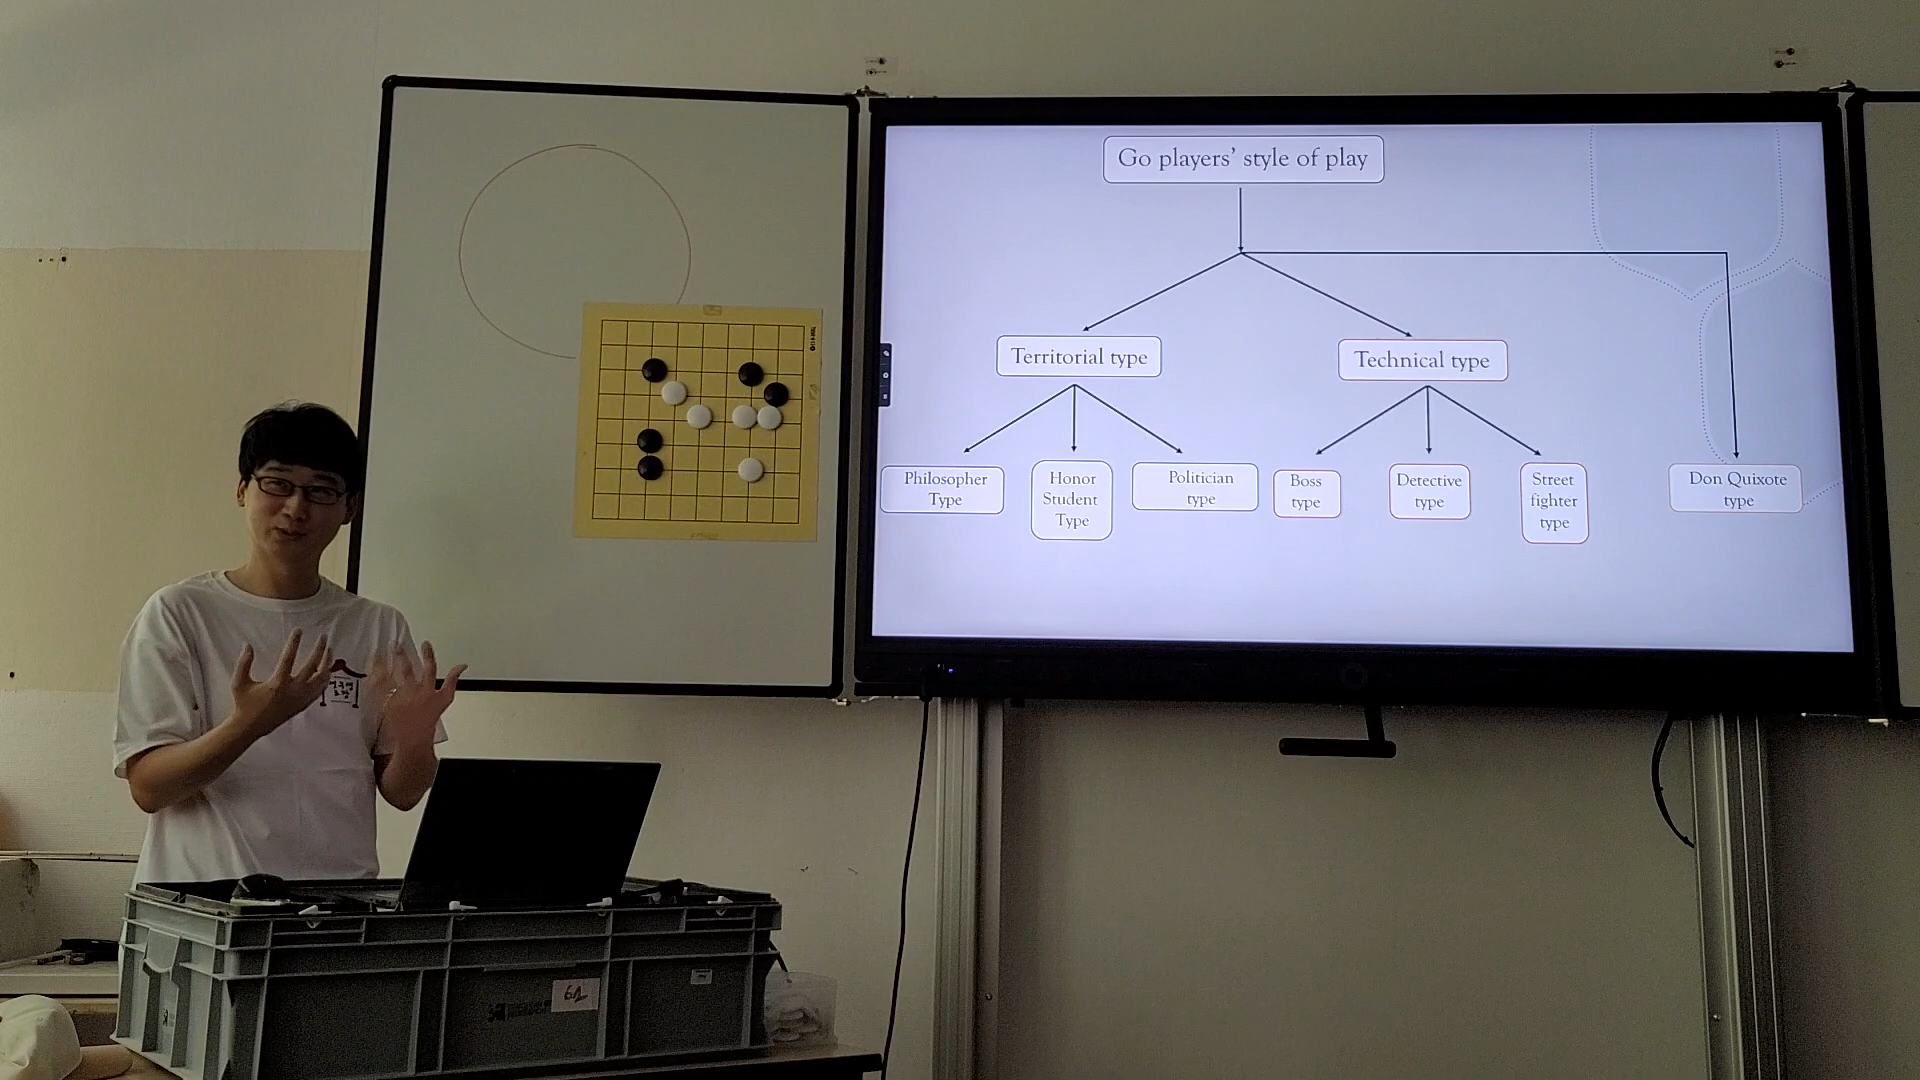 Go players' style of play
Territorial type
Technical type
Philosopher
Type
Honor
Student
Type
Politician
type
Boss
type
Detective
type
Street
fighter
type
Don Quixote
type